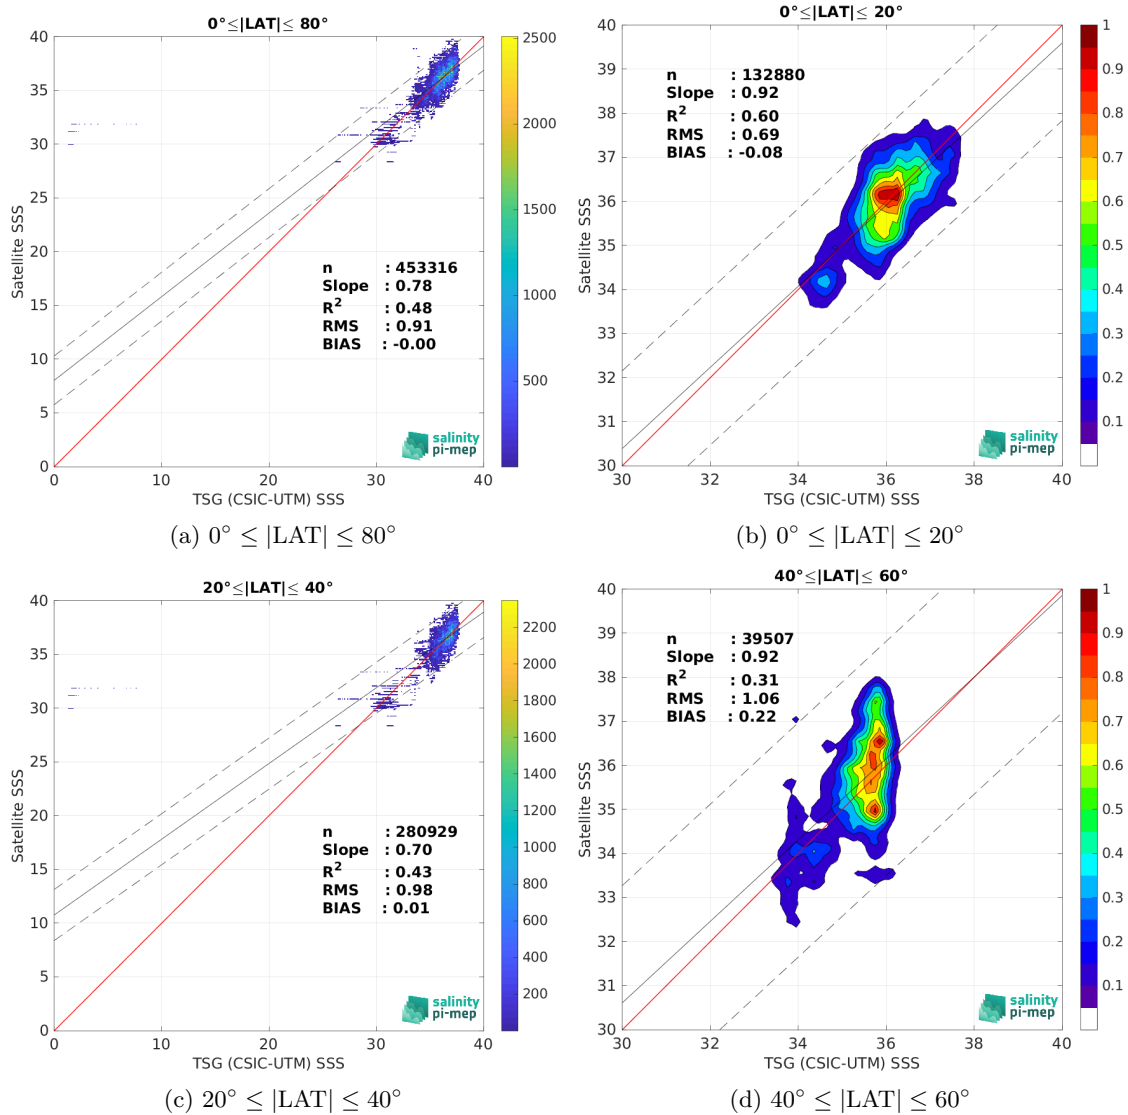 0°≤|LAT|≤ 80°
40
35
30
25
20
15
10
5
0
Satellite SSS
n : 453316
Slope : 0.78
R² : 0.48
RMS : 0.91
BIAS : -0.00
salinity
pi-mep
0 10 20 30 40
TSG (CSIC-UTM) SSS
2500
2000
1500
1000
500
(a) 0° ≤ |LAT| ≤ 80°
0°≤|LAT|≤ 20°
40
39
38
37
36
35
34
33
32
31
30
Satellite SSS
n : 132880
Slope : 0.92
R² : 0.60
RMS : 0.69
BIAS : -0.08
salinity
pi-mep
30 32 34 36 38 40
TSG (CSIC-UTM) SSS
1
0.9
0.8
0.7
0.6
0.5
0.4
0.3
0.2
0.1
(b) 0° ≤ |LAT| ≤ 20°
20°≤|LAT|≤ 40°
40
35
30
25
20
15
10
5
0
Satellite SSS
n : 280929
Slope : 0.70
R² : 0.43
RMS : 0.98
BIAS : 0.01
salinity
pi-mep
0 10 20 30 40
TSG (CSIC-UTM) SSS
2200
2000
1800
1600
1400
1200
1000
800
600
400
200
(c) 20° ≤ |LAT| ≤ 40°
40°≤|LAT|≤ 60°
40
39
38
37
36
35
34
33
32
31
30
Satellite SSS
n : 39507
Slope : 0.92
R² : 0.31
RMS : 1.06
BIAS : 0.22
salinity
pi-mep
30 32 34 36 38 40
TSG (CSIC-UTM) SSS
1
0.9
0.8
0.7
0.6
0.5
0.4
0.3
0.2
0.1
(d) 40° ≤ |LAT| ≤ 60°